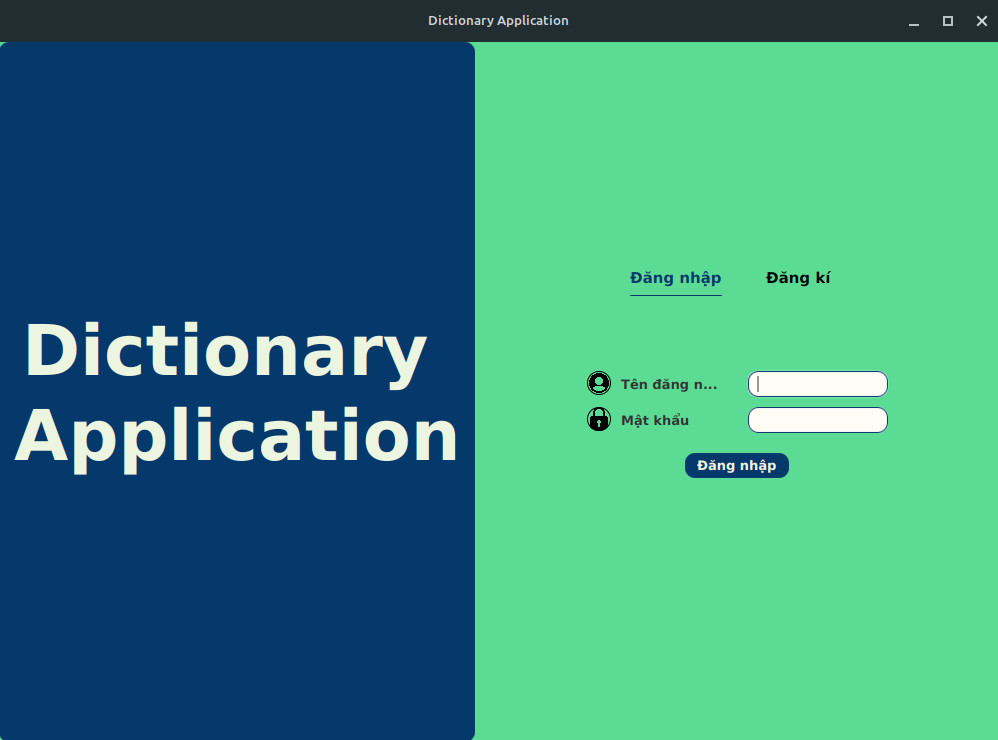 Dictionary Application
Dictionary
Application
Đăng nhập Đăng kí
Tên đăng n...
Mật khẩu
Đăng nhập